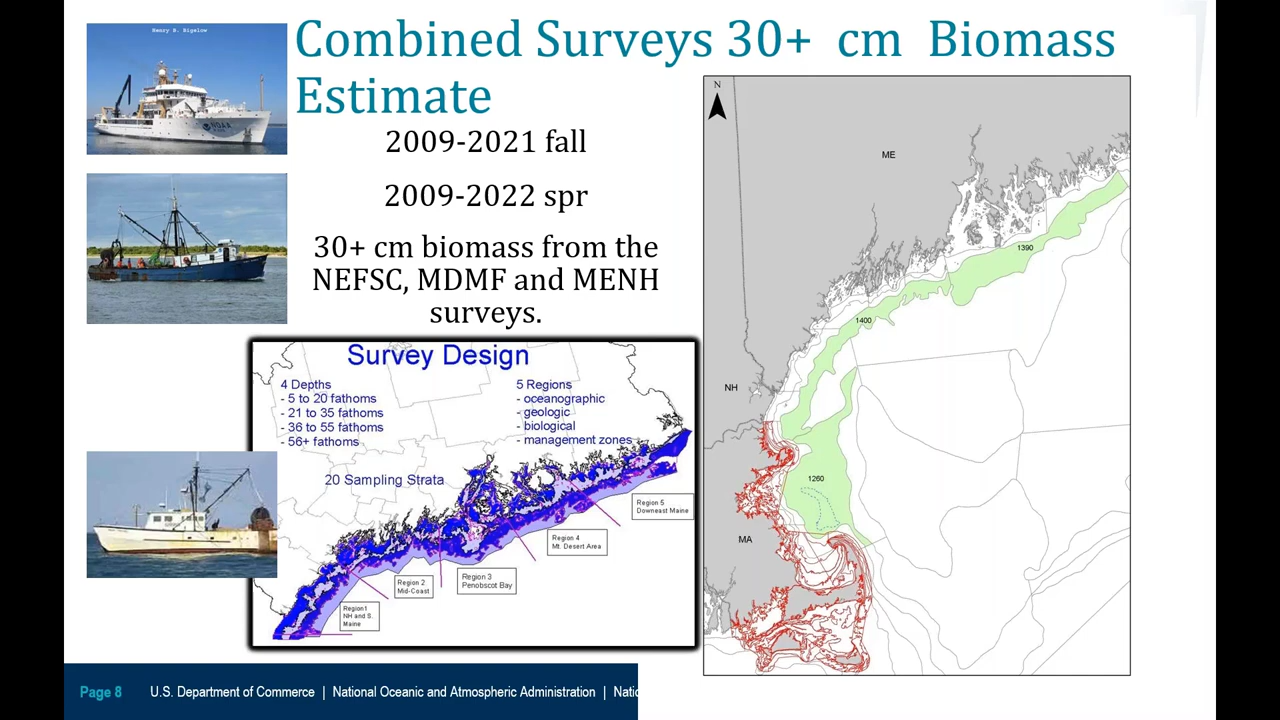 Henry B. Bigelow
Combined Surveys 30+ cm Biomass
Estimate
2009-2021 fall
2009-2022 spr
30+ cm biomass from the
NEFSC, MDMF and MENH
surveys.
Survey Design
4 Depths
- 5 to 20 fathoms
- 21 to 35 fathoms
- 36 to 55 fathoms
- 56+ fathoms
5 Regions
- oceanographic
- geologic
- biological
- management zones
20 Sampling Strata
Region 5
Downeast Maine
Region 4
Mt. Desert Area
Region 3
Penobscot Bay
Region 2
Mid-Coast
Region1
NH and S.
Maine
N
ME
1390
1400
NH
1260
MA
NOAA
Page 8 U.S. Department of Commerce | National Oceanic and Atmospheric Administration | Natio